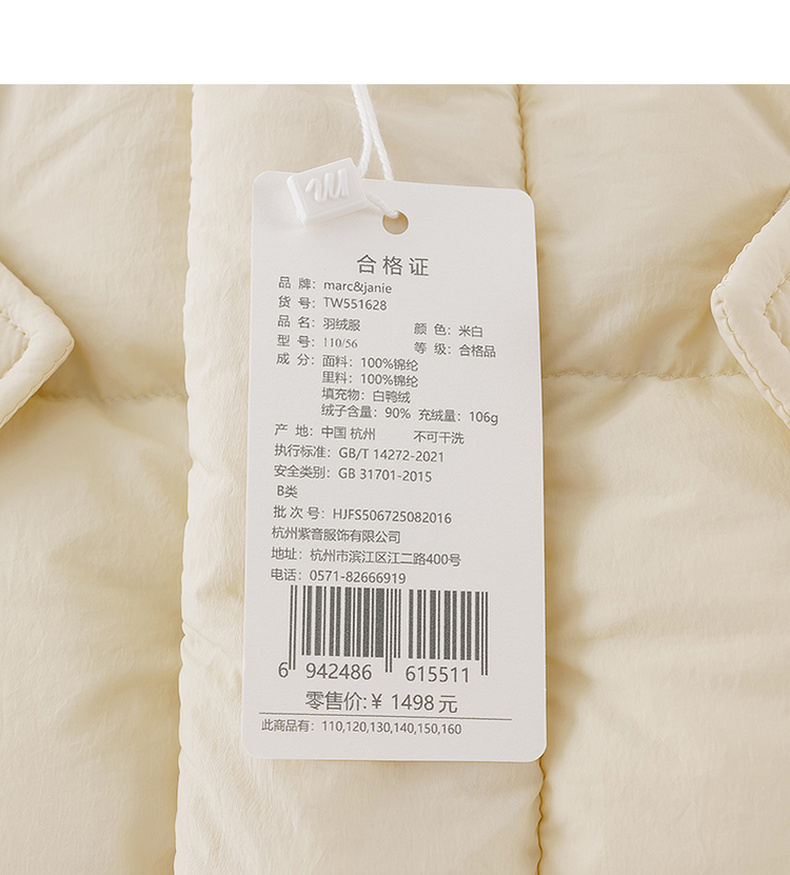 合格证
品 牌: marc&janie
货 号: TW551628
品 名: 羽绒服 颜 色: 米白
型 号: 110/56 等 级: 合格品
成 分: 面料: 100%锦纶
里料: 100%锦纶
填充物: 白鸭绒
绒子含量: 90% 充绒量: 106g
产 地: 中国 杭州 不可干洗
执行标准: GB/T 14272-2021
安全类别: GB 31701-2015
B类
批 次 号: HJFS506725082016
杭州紫音服饰有限公司
地址: 杭州市滨江区江二路400号
电话: 0571-82666919
6 942486 615511
零售价:¥ 1498 元
此商品有: 110,120,130,140,150,160